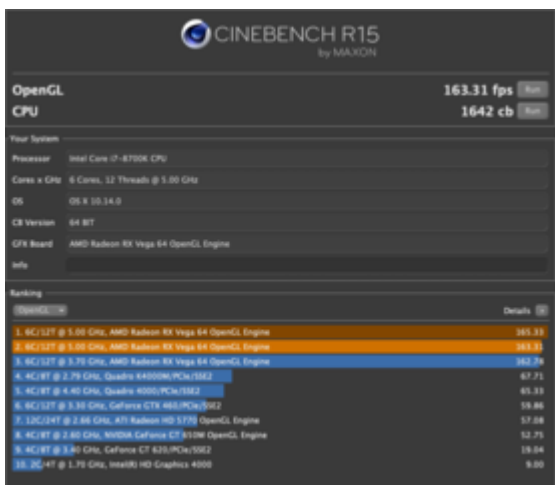 CINEBENCH R15
by MAXON
OpenGL 163.31 fps Run
CPU 1642 cb Run
Your System
Processor Intel Core i7-8700K CPU
Cores x GHz 6 Cores, 12 Threads @ 5.00 GHz
OS OS X 10.14.0
CB Version 64 BIT
GFX Board AMD Radeon RX Vega 64 OpenGL Engine
Info
Ranking
OpenGL Details
1. 6C/12T @ 5.00 GHz, AMD Radeon RX Vega 64 OpenGL Engine 165.33
2. 6C/12T @ 5.00 GHz, AMD Radeon RX Vega 64 OpenGL Engine 163.31
3. 6C/12T @ 3.70 GHz, AMD Radeon RX Vega 64 OpenGL Engine 162.78
4. 4C/8T @ 2.79 GHz, Quadro K4000M/PCIe/SSE2 67.71
5. 4C/8T @ 4.40 GHz, Quadro 4000/PCIe/SSE2 65.33
6. 6C/12T @ 3.30 GHz, GeForce GTX 460/PCIe/SSE2 59.86
7. 12C/24T @ 2.66 GHz, ATI Radeon HD 5770 OpenGL Engine 57.08
8. 4C/8T @ 2.60 GHz, NVIDIA GeForce GT 650M OpenGL Engine 52.75
9. 4C/8T @ 3.40 GHz, GeForce GT 620/PCIe/SSE2 19.04
10. 2C/4T @ 1.70 GHz, Intel(R) HD Graphics 4000 9.00